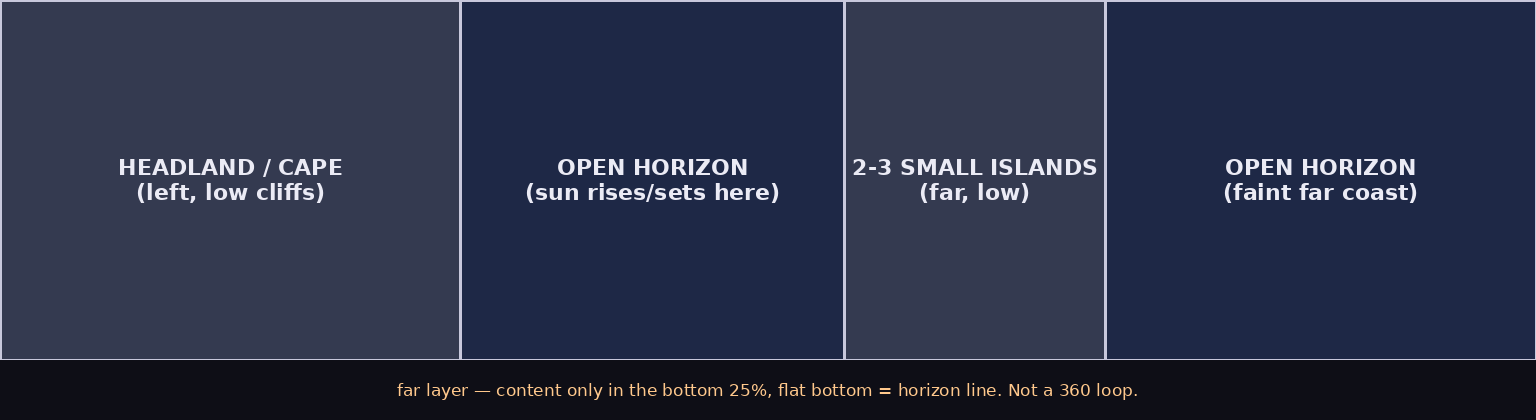 HEADLAND / CAPE
(left, low cliffs)
OPEN HORIZON
(sun rises/sets here)
2-3 SMALL ISLANDS
(far, low)
OPEN HORIZON
(faint far coast)
far layer — content only in the bottom 25%, flat bottom = horizon line. Not a 360 loop.